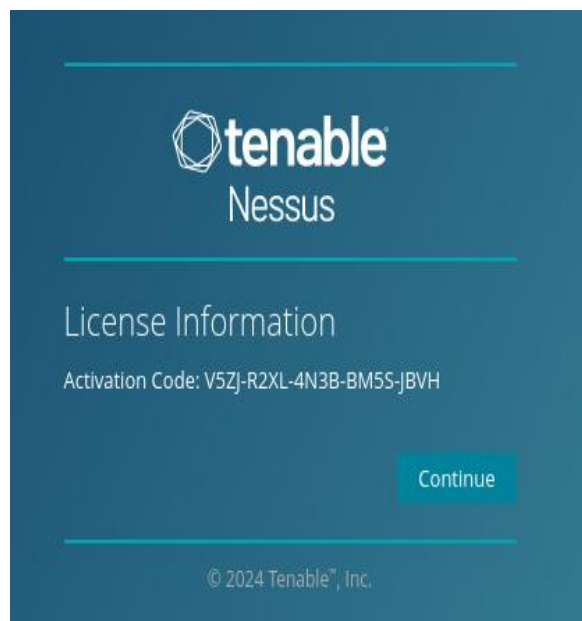 tenable
Nessus
License Information
Activation Code: V5ZJ-R2XL-4N3B-BM5S-JBVH
Continue
© 2024 Tenable™, Inc.